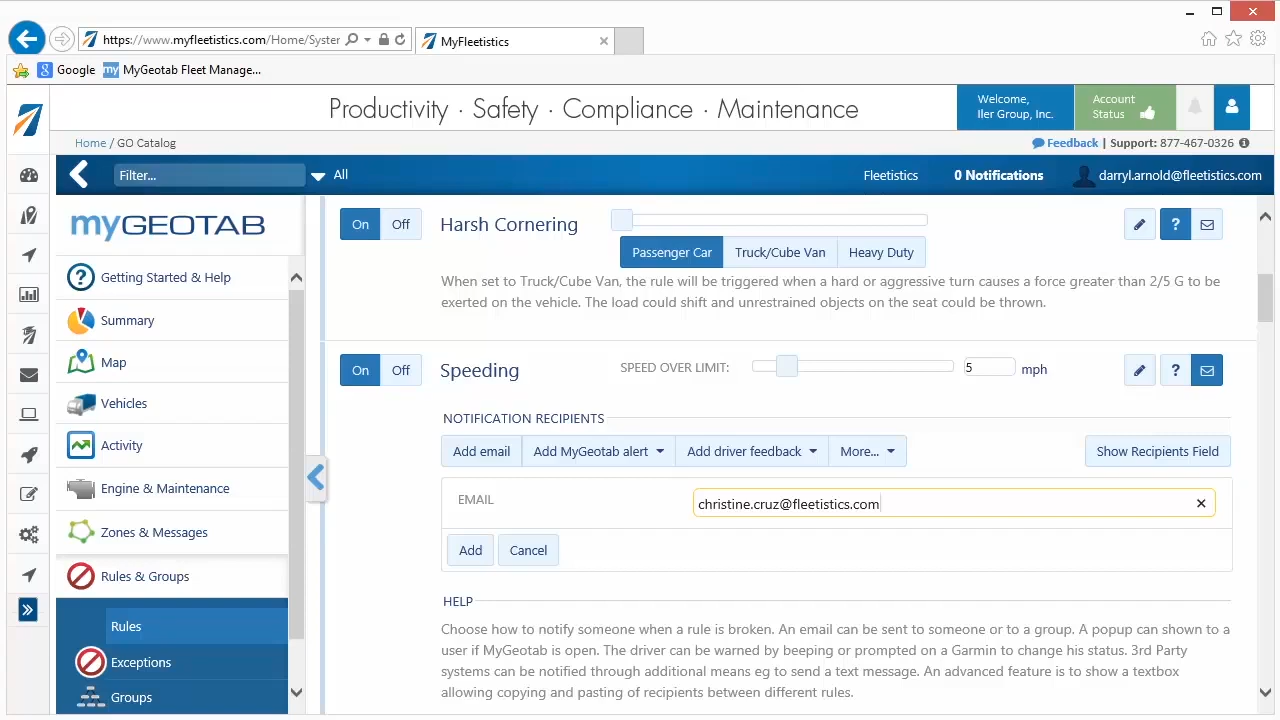 https://www.myfleetistics.com/Home/Syster
MyFleetistics
Google
MyGeotab Fleet Manage...
Productivity · Safety · Compliance · Maintenance
Welcome,
Iler Group, Inc.
Account
Status
Home / GO Catalog
Feedback | Support: 877-467-0326
Filter...
All
Fleetistics
0 Notifications
darryl.arnold@fleetistics.com
myGEOTAB
Getting Started & Help
Summary
Map
Vehicles
Activity
Engine & Maintenance
Zones & Messages
Rules & Groups
Rules
Exceptions
Groups
On Off
Harsh Cornering
?
Passenger Car Truck/Cube Van Heavy Duty
When set to Truck/Cube Van, the rule will be triggered when a hard or aggressive turn causes a force greater than 2/5 G to be
exerted on the vehicle. The load could shift and unrestrained objects on the seat could be thrown.
On Off
Speeding
SPEED OVER LIMIT:
5 mph
?
NOTIFICATION RECIPIENTS
Add email Add MyGeotab alert Add driver feedback More... Show Recipients Field
EMAIL
christine.cruz@fleetistics.com
Add Cancel
HELP
Choose how to notify someone when a rule is broken. An email can be sent to someone or to a group. A popup can shown to a
user if MyGeotab is open. The driver can be warned by beeping or prompted on a Garmin to change his status. 3rd Party
systems can be notified through additional means eg to send a text message. An advanced feature is to show a textbox
allowing copying and pasting of recipients between different rules.